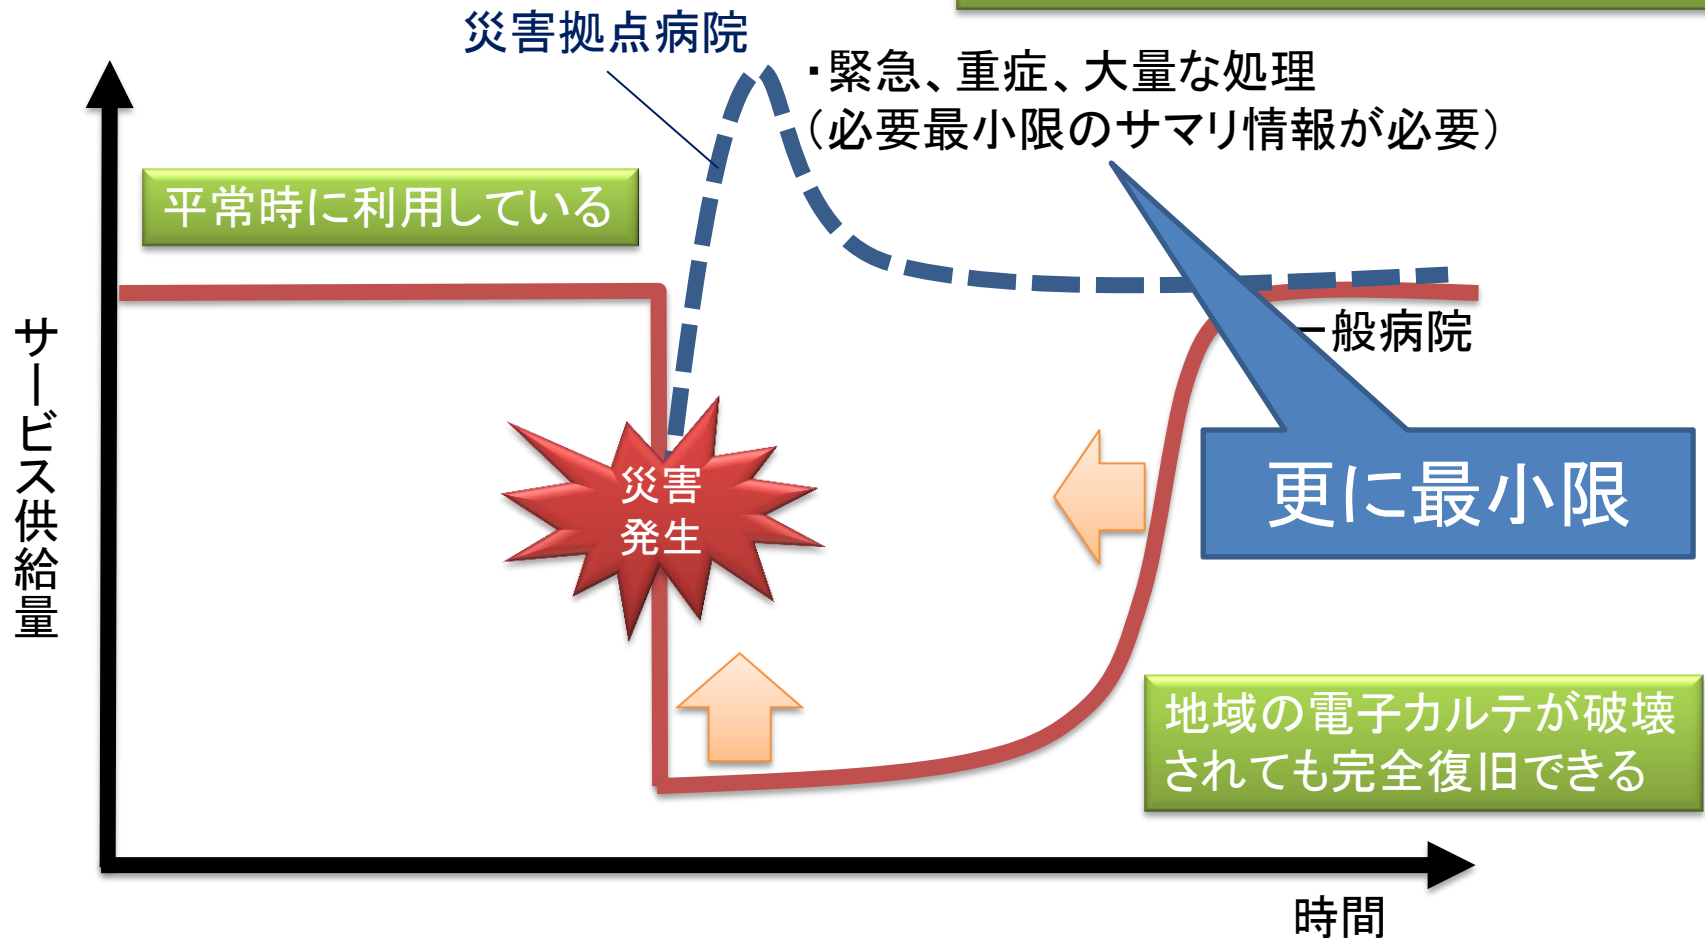 災害拠点病院
・緊急、重症、大量な処理
（必要最小限のサマリ情報が必要）
平常時に利用している
サービス供給量
一般病院
更に最小限
災害
発生
地域の電子カルテが破壊
されても完全復旧できる
時間